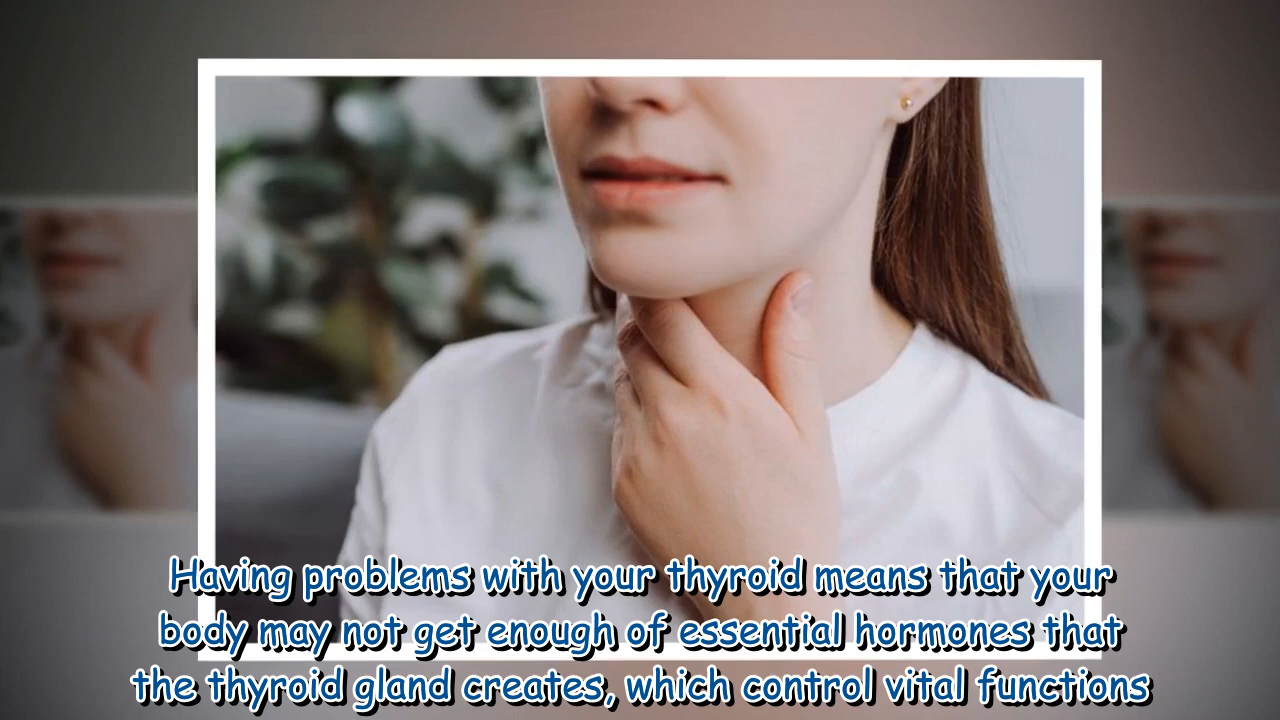 Having problems with your thyroid means that your
body may not get enough of essential hormones that
the thyroid gland creates, which control vital functions